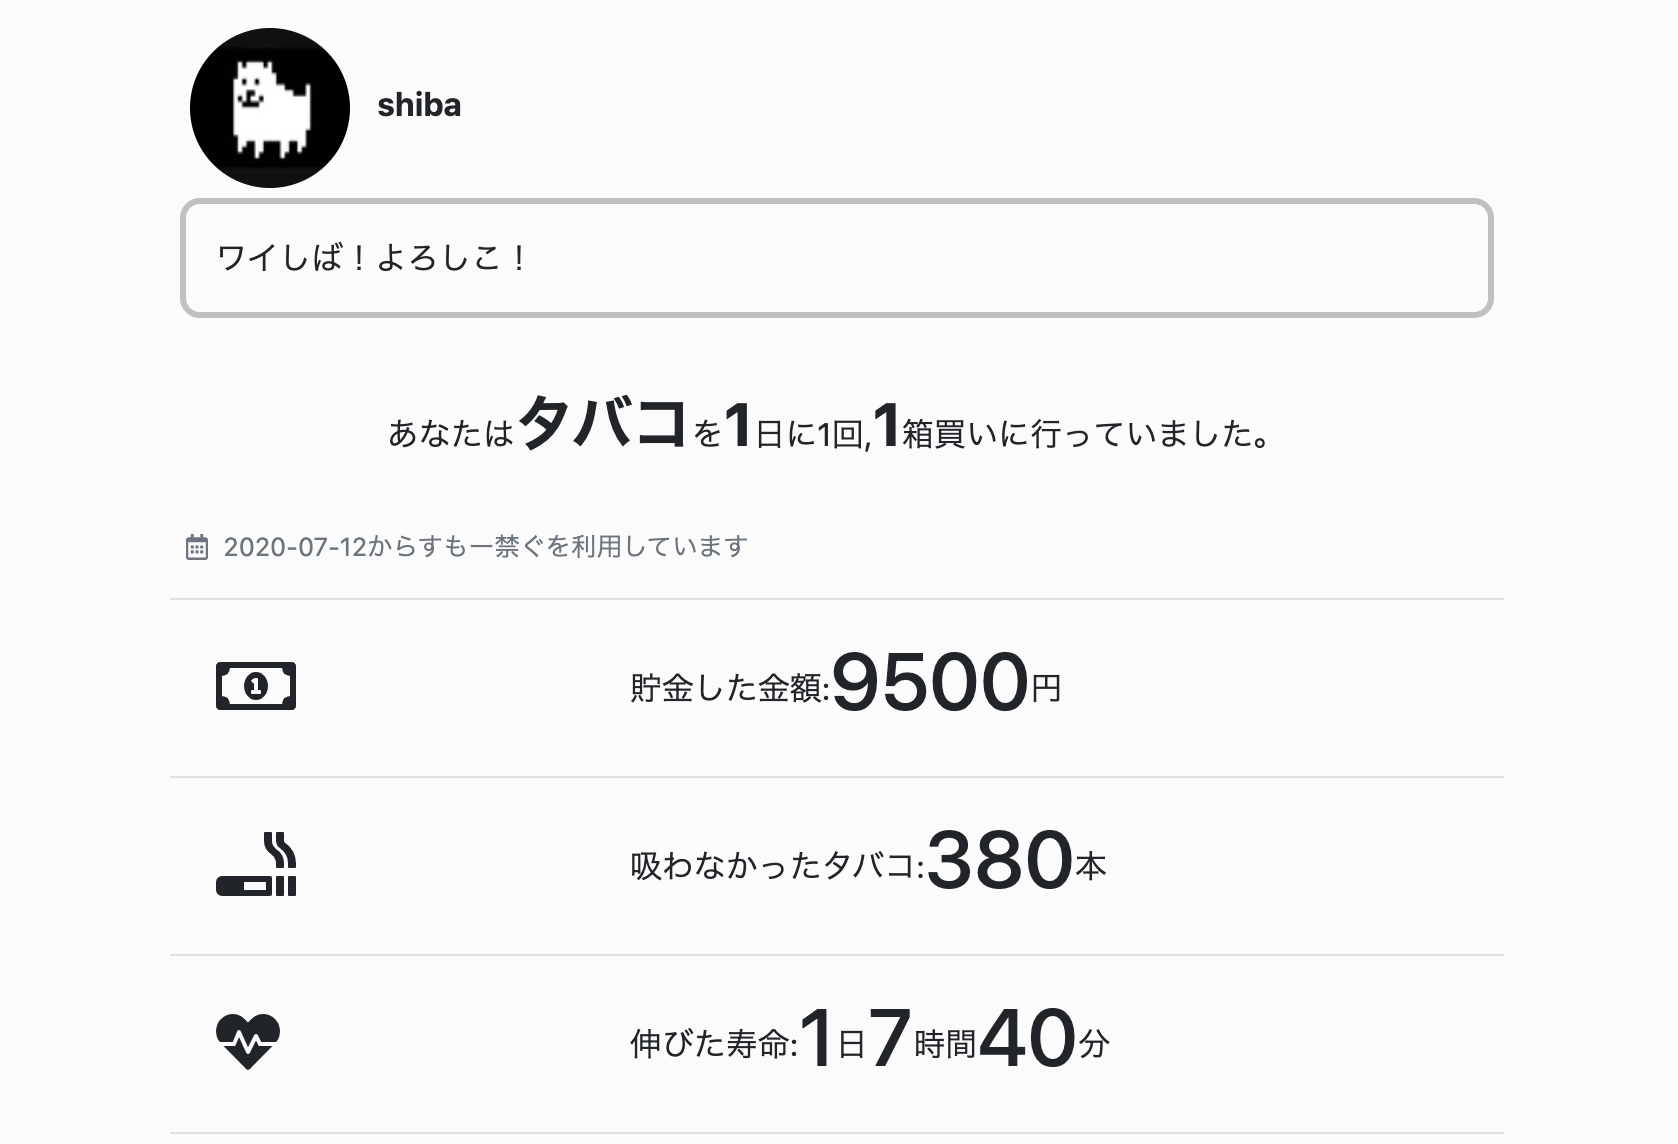 shiba
ワイしば！よろしこ！
あなたはタバコを1日に1回,1箱買いに行っていました。
2020-07-12からすも一禁ぐを利用しています
貯金した金額:9500円
吸わなかったタバコ:380本
伸びた寿命:1日7時間40分